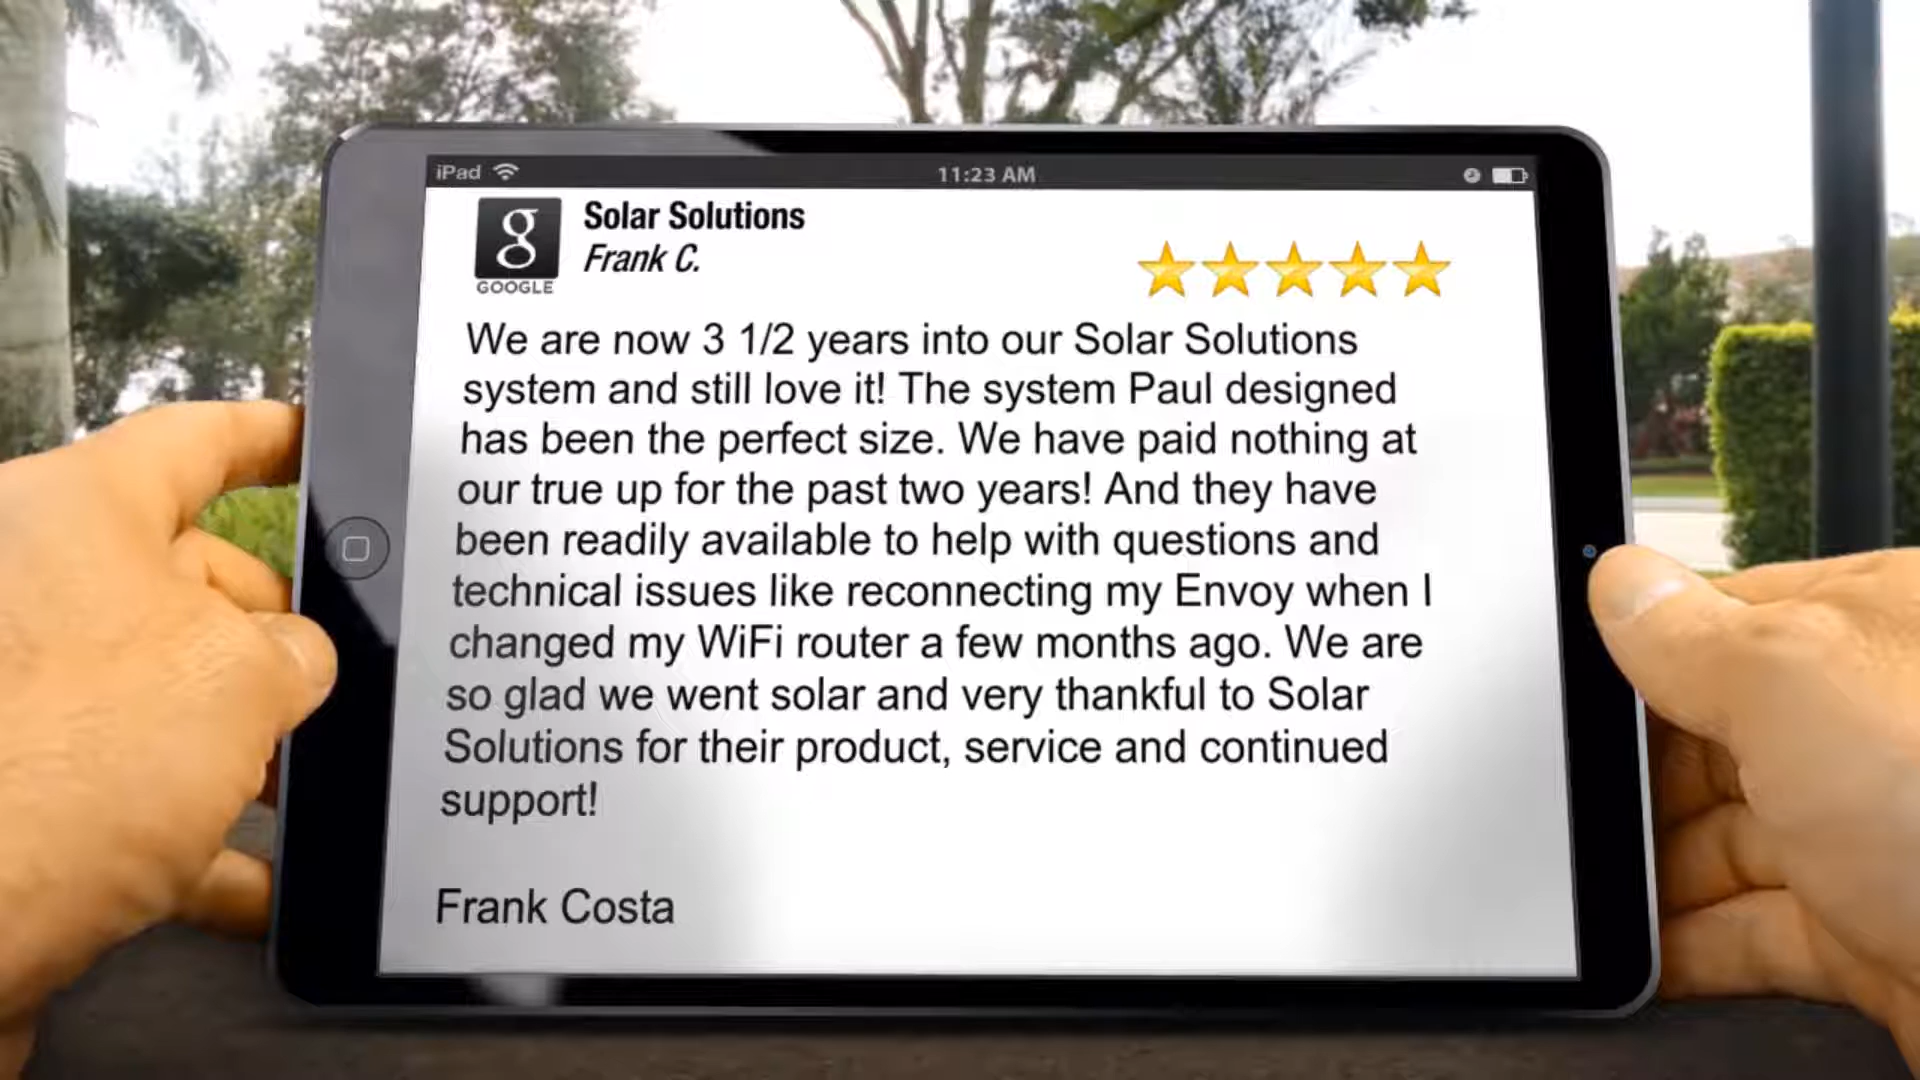 iPad
11:23 AM
g
GOOGLE
Solar Solutions
Frank C.
We are now 3 1/2 years into our Solar Solutions
system and still love it! The system Paul designed
has been the perfect size. We have paid nothing at
our true up for the past two years! And they have
been readily available to help with questions and
technical issues like reconnecting my Envoy when I
changed my WiFi router a few months ago. We are
so glad we went solar and very thankful to Solar
Solutions for their product, service and continued
support!
Frank Costa